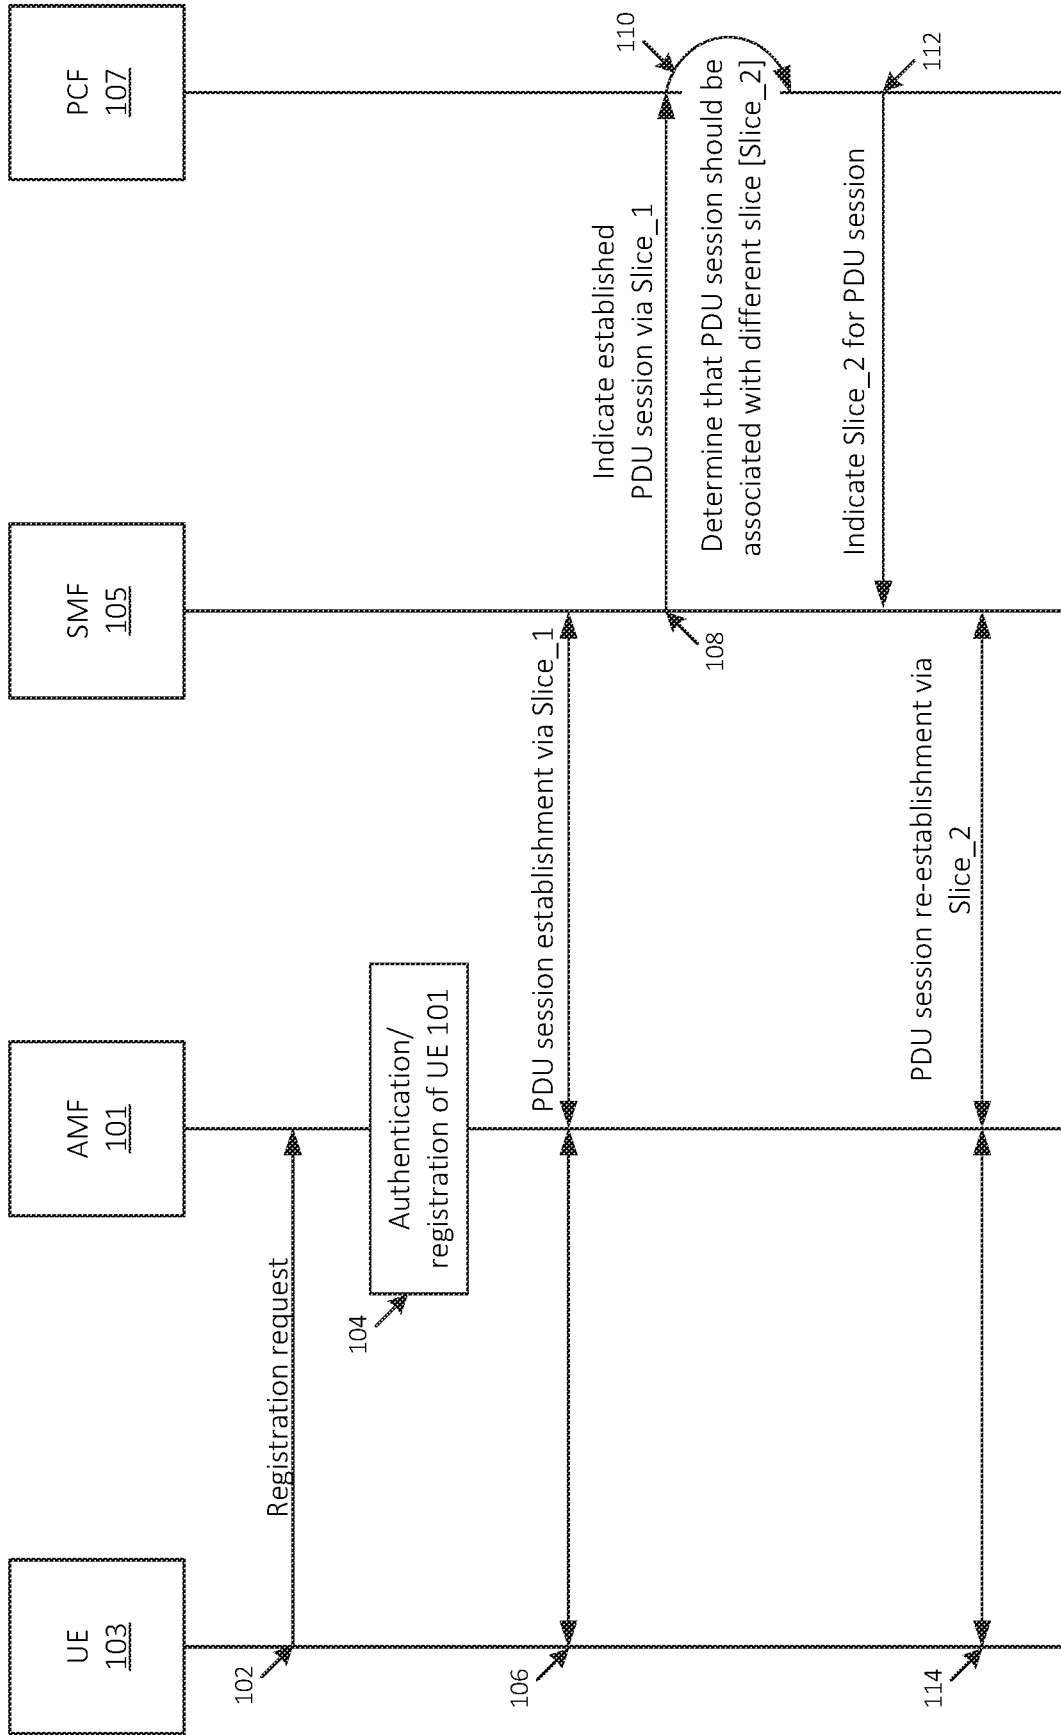 UE
103
AMF
101
SMF
105
PCF
107
102
Registration request
104
Authentication/
registration of UE 101
106
PDU session establishment via Slice_1
108
Indicate established
PDU session via Slice_1
110
Determine that PDU session should be
associated with different slice [Slice_2]
112
Indicate Slice_2 for PDU session
114
PDU session re-establishment via
Slice_2